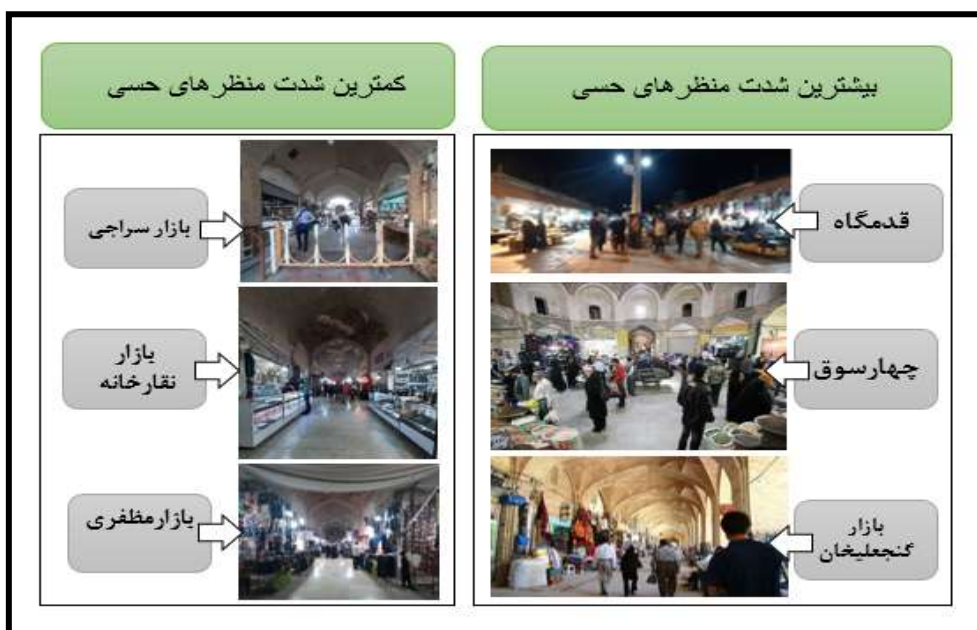 بیشترین شدت منظرهای حسی
قدمگاه
چهارسوق
بازار
گنجعلیخان
کمترین شدت منظرهای حسی
بازار سراجی
بازار
نقارخانه
بازارمظفری